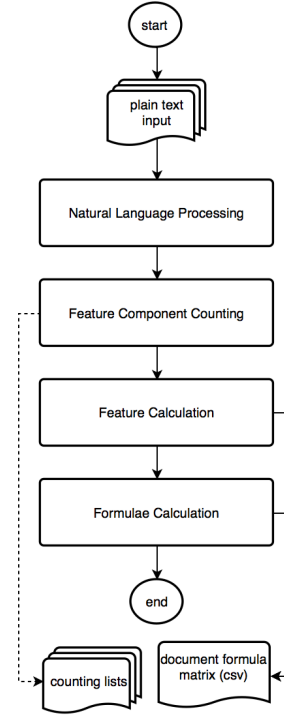 start
plain text
input
Natural Language Processing
Feature Component Counting
Feature Calculation
Formulae Calculation
end
counting lists
document formula
matrix (csv)